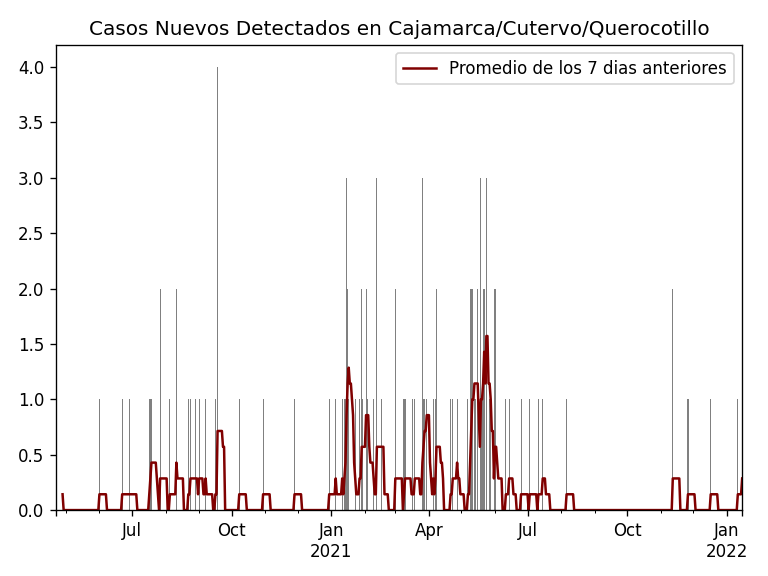 Casos Nuevos Detectados en Cajamarca/Cutervo/Querocotillo
Promedio de los 7 dias anteriores
4.0
3.5
3.0
2.5
2.0
1.5
1.0
0.5
0.0
Jul
Oct
Jan
2021
Apr
Jul
Oct
Jan
2022